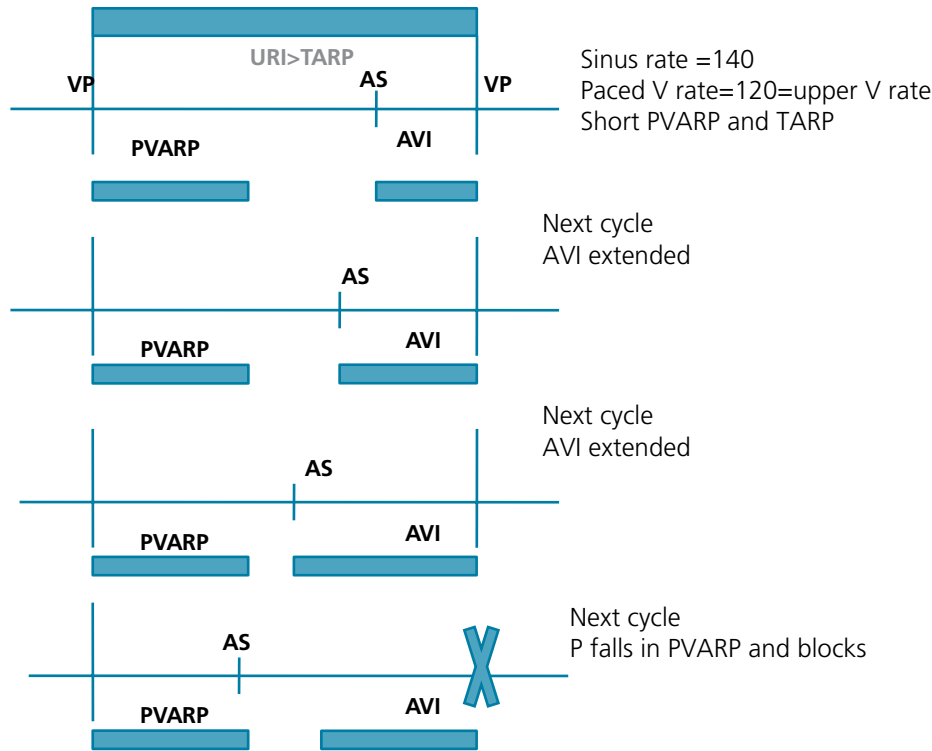 URI>TARP
VP
AS
VP
PVARP
AVI
Sinus rate =140
Paced V rate=120=upper V rate
Short PVARP and TARP
Next cycle
AVI extended
AS
PVARP
AVI
Next cycle
AVI extended
AS
PVARP
AVI
Next cycle
P falls in PVARP and blocks
AS
PVARP
AVI